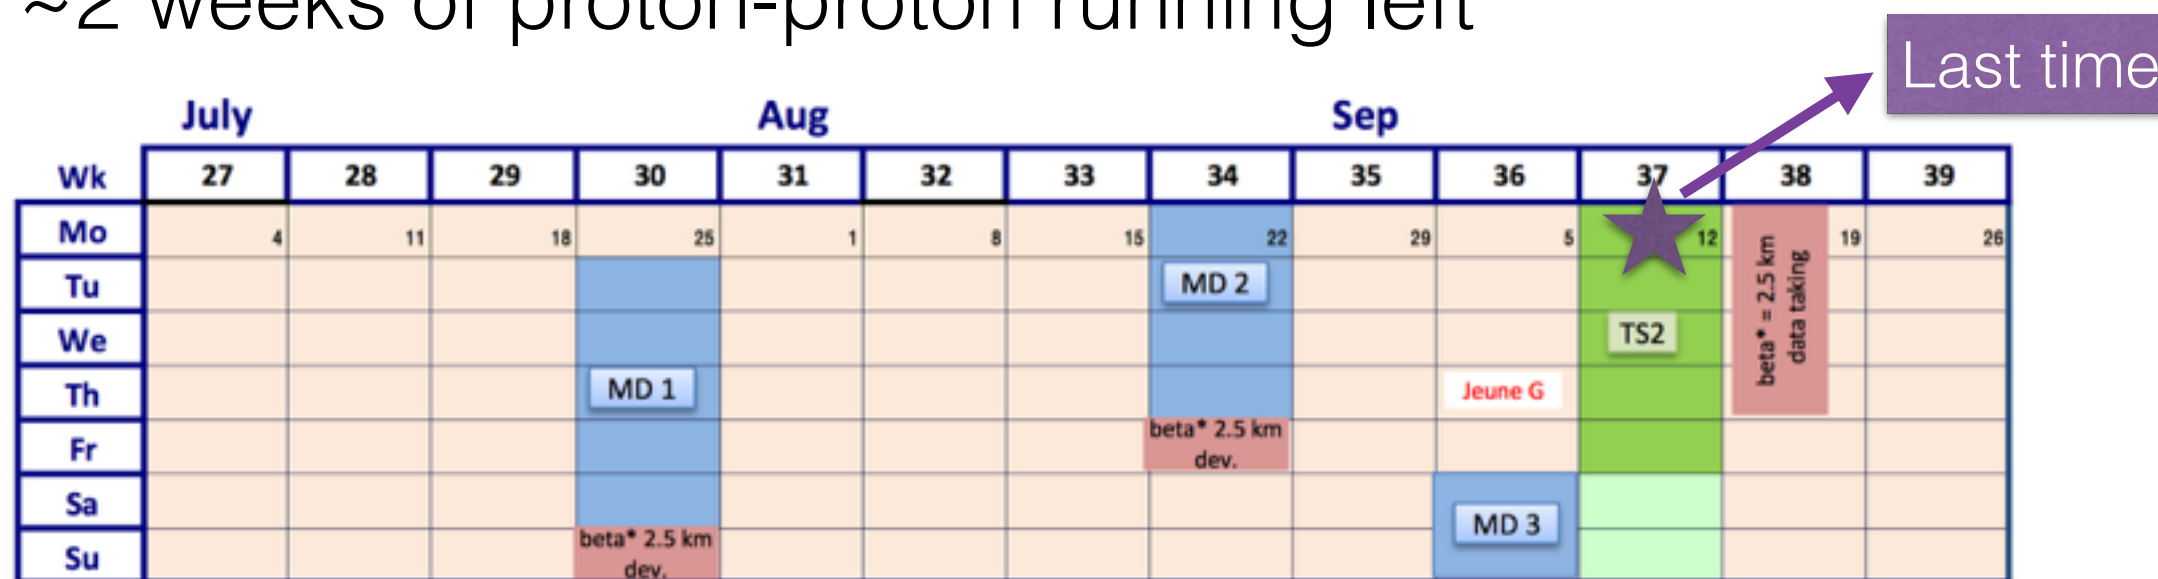 ~2 weeks of proton-proton running left
Last time
July Aug Sep
Wk 27 28 29 30 31 32 33 34 35 36 37 38 39
Mo 4 11 18 25 1 8 15 22 29 5 12 19 26
Tu MD 2
We TS2
beta* = 2.5 km
data taking
Th MD 1 Jeune G
Fr beta* 2.5 km
dev.
Sa MD 3
Su beta* 2.5 km
dev.